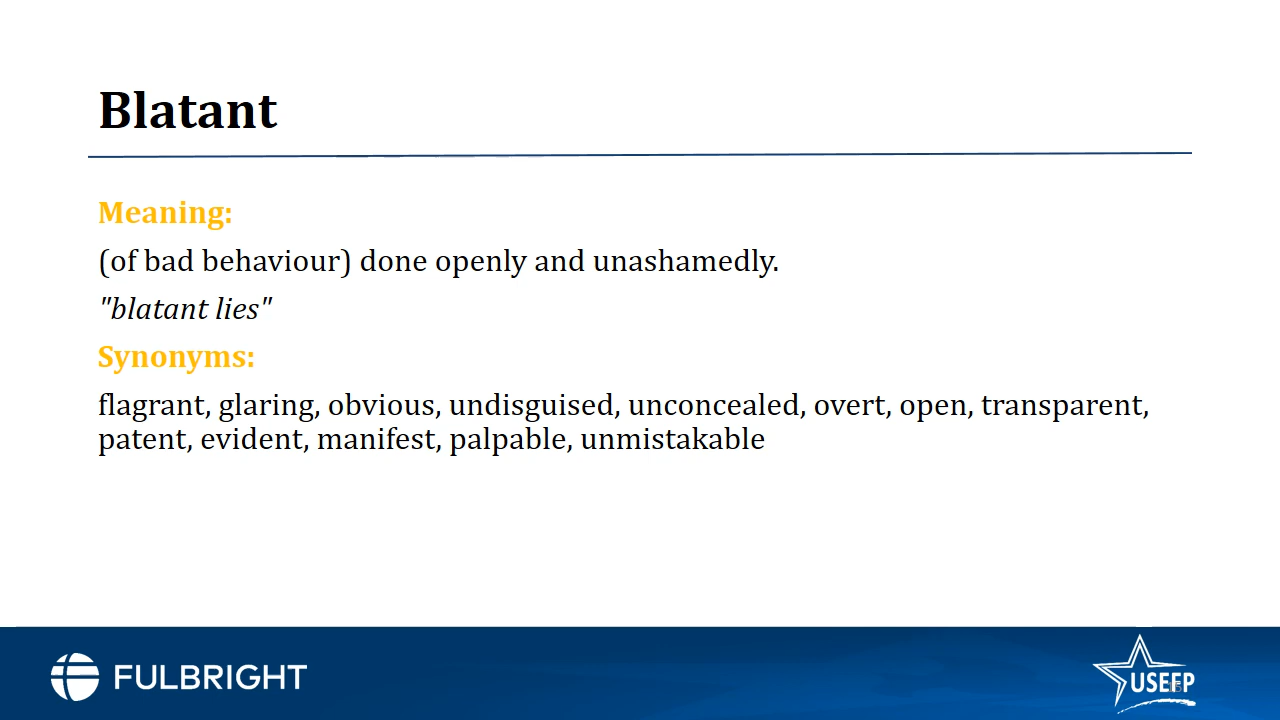 Blatant
Meaning:
(of bad behaviour) done openly and unashamedly.
"blatant lies"
Synonyms:
flagrant, glaring, obvious, undisguised, unconcealed, overt, open, transparent,
patent, evident, manifest, palpable, unmistakable
FULBRIGHT
USEFP